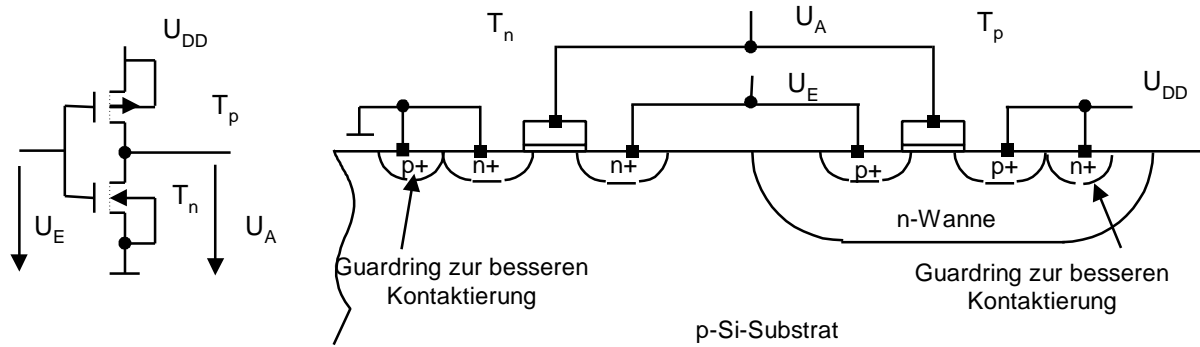 U_DD
T_p
T_n
U_E
U_A
T_n
U_A
T_p
U_E
U_DD
p+
n+
n+
p+
p+
n+
n-Wanne
Guardring zur besseren
Kontaktierung
Guardring zur besseren
Kontaktierung
p-Si-Substrat